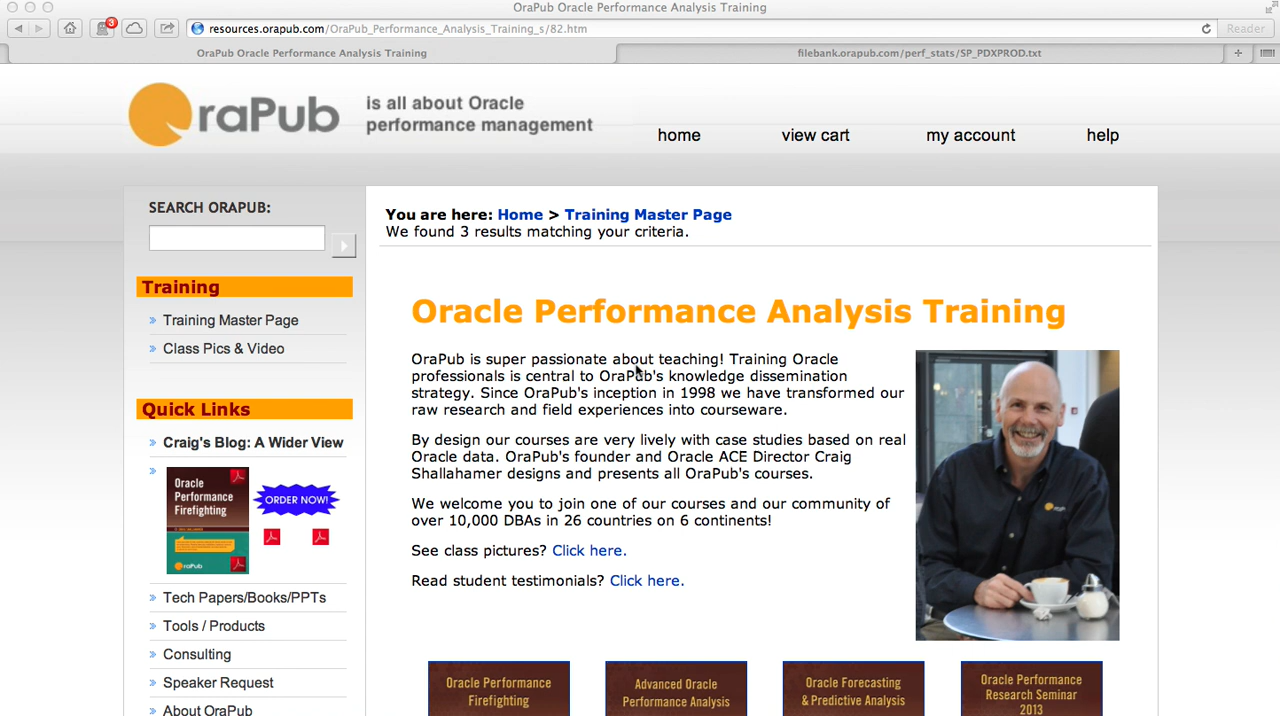 OraPub Oracle Performance Analysis Training
3
resources.orapub.com/OraPub_Performance_Analysis_Training_s/82.htm
Reader
OraPub Oracle Performance Analysis Training
filebank.orapub.com/perf_stats/SP_PDXPROD.txt
OraPub
is all about Oracle
performance management
home
view cart
my account
help
SEARCH ORAPUB:
Training
Training Master Page
Class Pics & Video
Quick Links
Craig's Blog: A Wider View
Oracle
Performance
Firefighting
ORDER NOW!
OraPub
Tech Papers/Books/PPTs
Tools / Products
Consulting
Speaker Request
About OraPub
You are here: Home > Training Master Page
We found 3 results matching your criteria.
Oracle Performance Analysis Training
OraPub is super passionate about teaching! Training Oracle
professionals is central to OraPub's knowledge dissemination
strategy. Since OraPub's inception in 1998 we have transformed our
raw research and field experiences into courseware.
By design our courses are very lively with case studies based on real
Oracle data. OraPub's founder and Oracle ACE Director Craig
Shallahamer designs and presents all OraPub's courses.
We welcome you to join one of our courses and our community of
over 10,000 DBAs in 26 countries on 6 continents!
See class pictures? Click here.
Read student testimonials? Click here.
Oracle Performance
Firefighting
Advanced Oracle
Performance Analysis
Oracle Forecasting
& Predictive Analysis
Oracle Performance
Research Seminar
2013